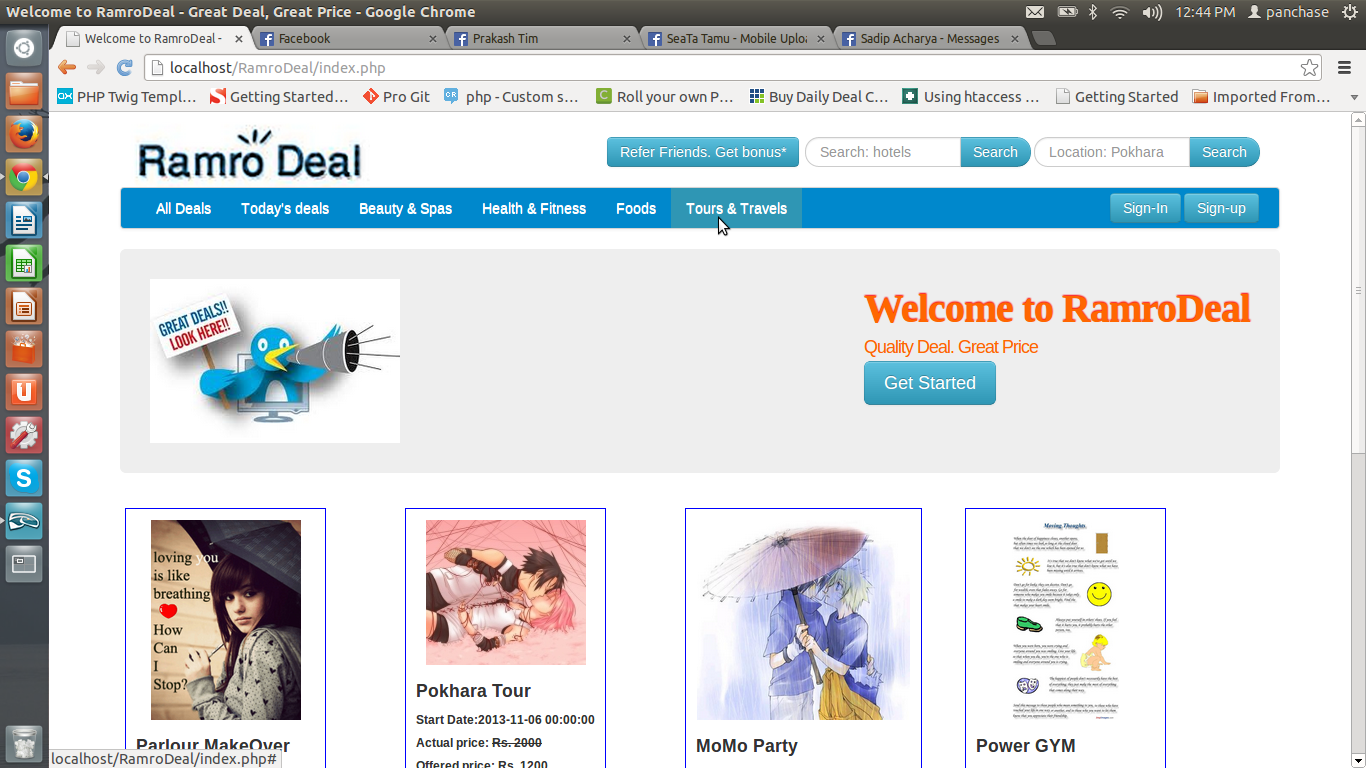 Welcome to RamroDeal - Great Deal, Great Price - Google Chrome
12:44 PM panchase
Welcome to RamroDeal -
Facebook
Prakash Tim
SeaTa Tamu - Mobile Uplo
Sadip Acharya - Messages
localhost/RamroDeal/index.php
PHP Twig Templ…
Getting Started…
Pro Git
php - Custom s…
Roll your own P…
Buy Daily Deal C…
Using htaccess …
Getting Started
Imported From…
Ramro Deal
Refer Friends. Get bonus*
Search: hotels
Search
Location: Pokhara
Search
All Deals
Today's deals
Beauty & Spas
Health & Fitness
Foods
Tours & Travels
Sign-In
Sign-up
GREAT DEALS!!
LOOK HERE!!
Welcome to RamroDeal
Quality Deal. Great Price
Get Started
loving you
is like
breathing
How
Can
I
Stop?
Parlour MakeOver
Pokhara Tour
Start Date:2013-11-06 00:00:00
Actual price: Rs. 2000
Offered price: Rs. 1200
MoMo Party
Moving Thoughts
Power GYM
localhost/RamroDeal/index.php#